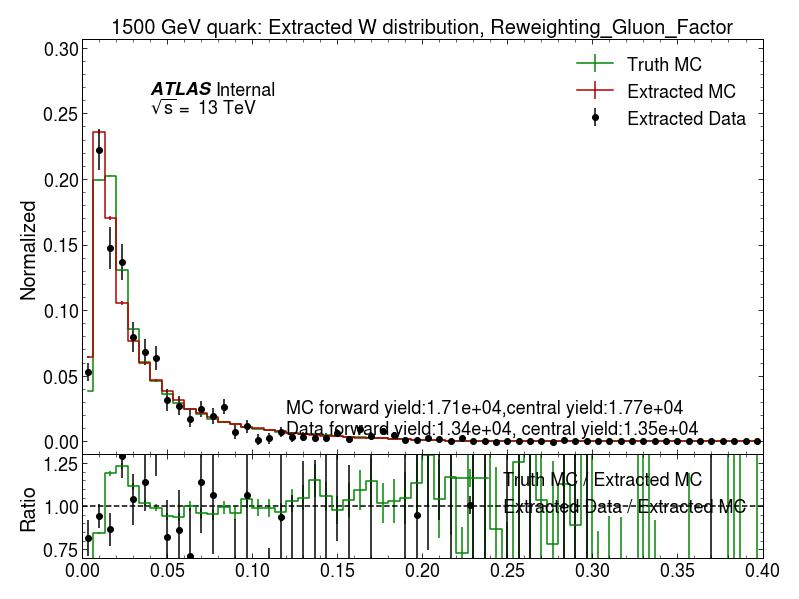 1500 GeV quark: Extracted W distribution, Reweighting_Gluon_Factor
0.30
Truth MC
ATLAS Internal
Extracted MC
√s = 13 TeV
Extracted Data
0.25
0.20
Normalized
0.15
0.10
0.05
MC forward yield:1.71e+04,central yield:1.77e+04
Data forward yield:1.34e+04, central yield:1.35e+04
0.00
1.25
Truth MC / Extracted MC
Ratio
1.00
Extracted Data / Extracted MC
0.75
0.00 0.05 0.10 0.15 0.20 0.25 0.30 0.35 0.40